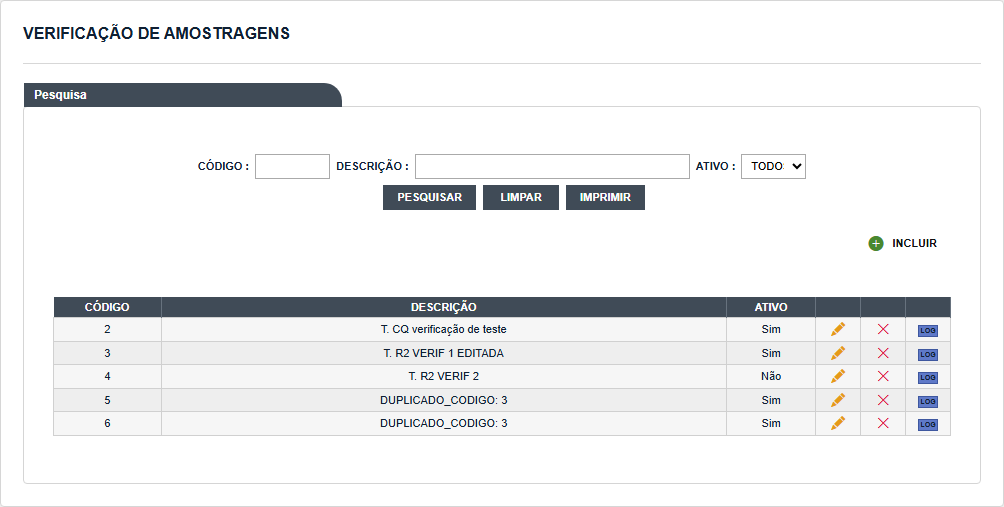 VERIFICAÇÃO DE AMOSTRAGENS
Pesquisa
CÓDIGO : DESCRIÇÃO : ATIVO : TODO
PESQUISAR LIMPAR IMPRIMIR
INCLUIR
CÓDIGO DESCRIÇÃO ATIVO
2 T. CQ verificação de teste Sim LOG
3 T. R2 VERIF 1 EDITADA Sim LOG
4 T. R2 VERIF 2 Não LOG
5 DUPLICADO_CODIGO: 3 Sim LOG
6 DUPLICADO_CODIGO: 3 Sim LOG